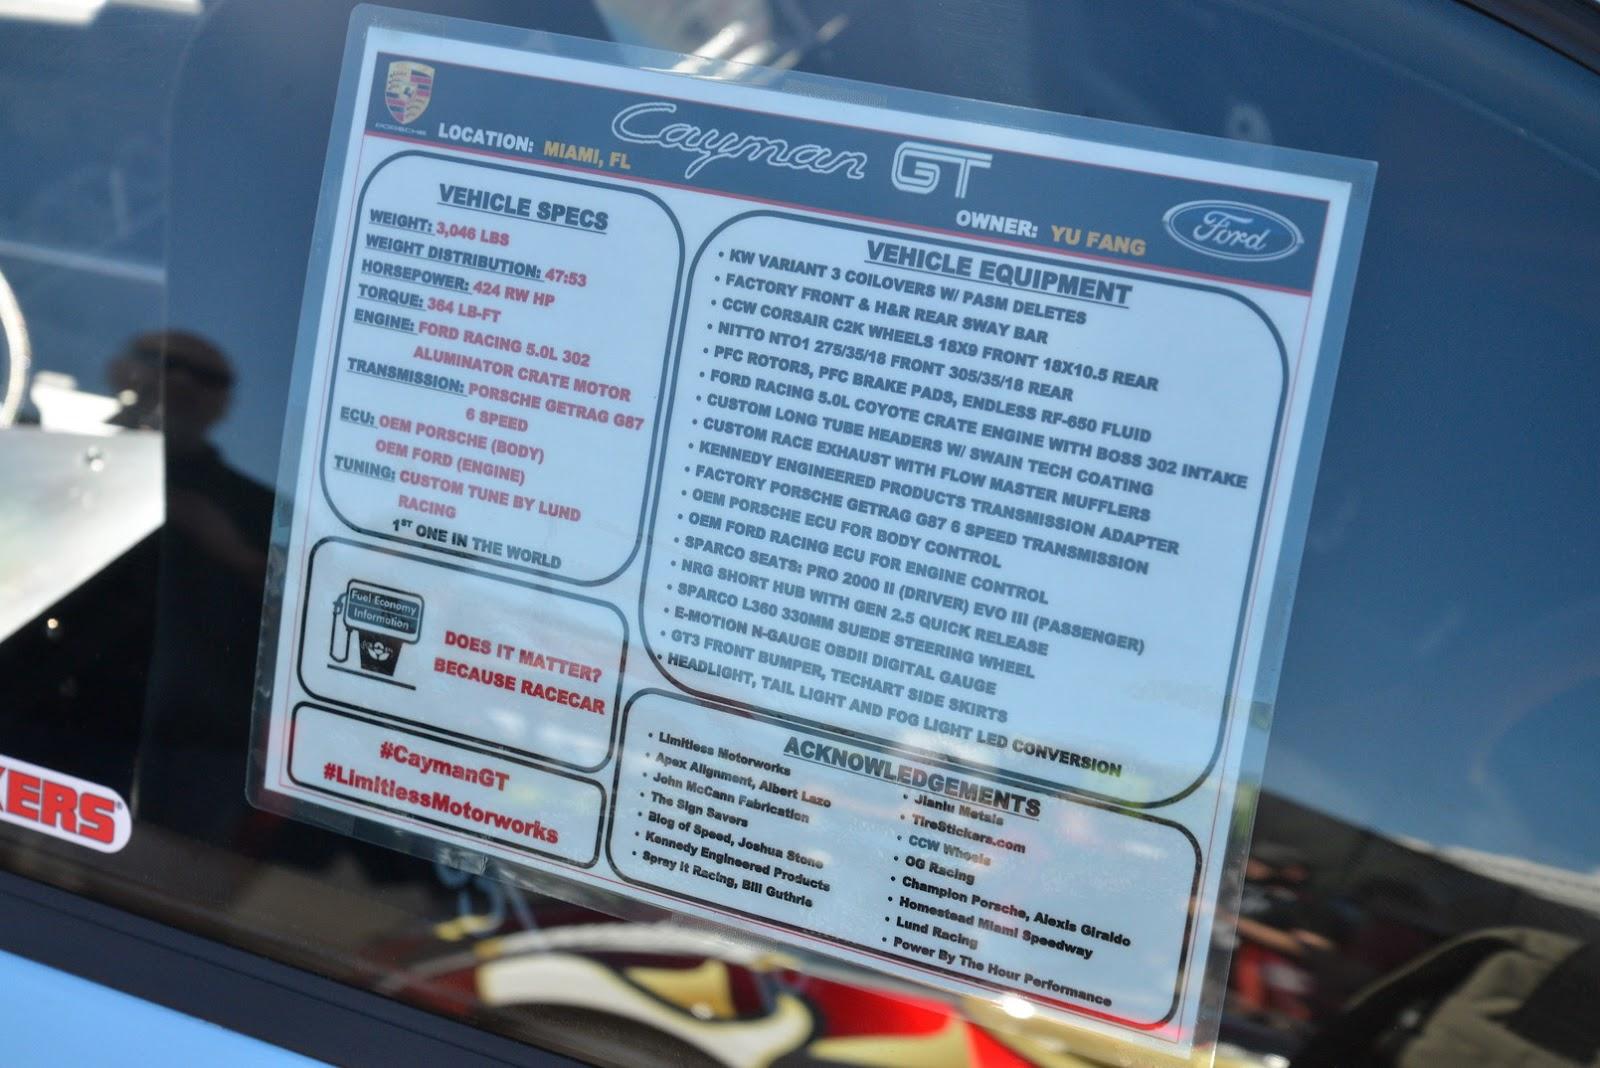 PORSCHE
LOCATION: MIAMI, FL
Cayman GT
OWNER: YU FANG
Ford
VEHICLE SPECS
WEIGHT: 3,046 LBS
WEIGHT DISTRIBUTION: 47:53
HORSEPOWER: 424 RW HP
TORQUE: 364 LB-FT
ENGINE: FORD RACING 5.0L 302
ALUMINATOR CRATE MOTOR
TRANSMISSION: PORSCHE GETRAG G87
6 SPEED
ECU: OEM PORSCHE (BODY)
OEM FORD (ENGINE)
TUNING: CUSTOM TUNE BY LUND
RACING
1ST ONE IN THE WORLD
Fuel Economy
Information
DOES IT MATTER?
BECAUSE RACECAR
#CaymanGT
#LimitlessMotorworks
VEHICLE EQUIPMENT
• KW VARIANT 3 COILOVERS W/ PASM DELETES
• FACTORY FRONT & H&R REAR SWAY BAR
• CCW CORSAIR C2K WHEELS 18X9 FRONT 18X10.5 REAR
• NITTO NTO1 275/35/18 FRONT 305/35/18 REAR
• PFC ROTORS, PFC BRAKE PADS, ENDLESS RF-650 FLUID
• FORD RACING 5.0L COYOTE CRATE ENGINE WITH BOSS 302 INTAKE
• CUSTOM LONG TUBE HEADERS W/ SWAIN TECH COATING
• CUSTOM RACE EXHAUST WITH FLOW MASTER MUFFLERS
• KENNEDY ENGINEERED PRODUCTS TRANSMISSION ADAPTER
• FACTORY PORSCHE GETRAG G87 6 SPEED TRANSMISSION
• OEM PORSCHE ECU FOR BODY CONTROL
• OEM FORD RACING ECU FOR ENGINE CONTROL
• SPARCO SEATS: PRO 2000 II (DRIVER) EVO III (PASSENGER)
• NRG SHORT HUB WITH GEN 2.5 QUICK RELEASE
• SPARCO L360 330MM SUEDE STEERING WHEEL
• E-MOTION N-GAUGE OBDII DIGITAL GAUGE
• GT3 FRONT BUMPER, TECHART SIDE SKIRTS
• HEADLIGHT, TAIL LIGHT AND FOG LIGHT LED CONVERSION
ACKNOWLEDGEMENTS
• Limitless Motorworks
• Apex Alignment, Albert Lazo
• John McCann Fabrication
• The Sign Savers
• Blog of Speed, Joshua Stone
• Kennedy Engineered Products
• Spray it Racing, Bill Guthrie
• Jianlu Metals
• TireStickers.com
• CCW Wheels
• OG Racing
• Champion Porsche, Alexis Giraldo
• Homestead Miami Speedway
• Lund Racing
• Power By The Hour Performance
KERS